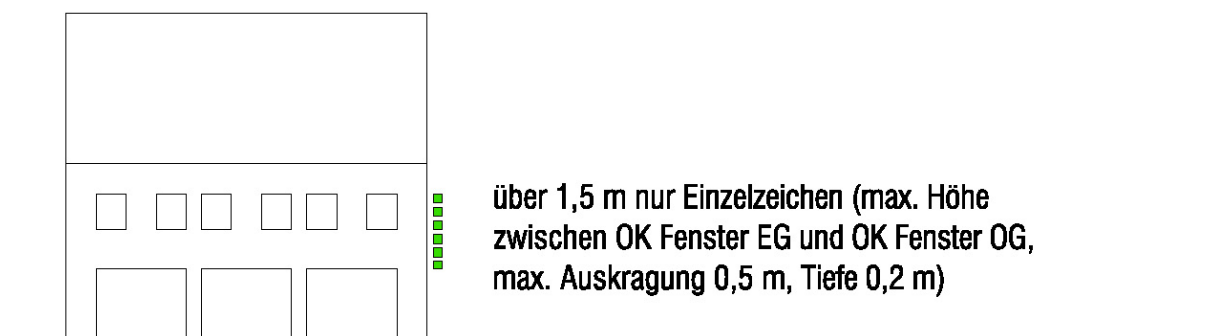 über 1,5 m nur Einzelzeichen (max. Höhe
zwischen OK Fenster EG und OK Fenster OG,
max. Auskragung 0,5 m, Tiefe 0,2 m)